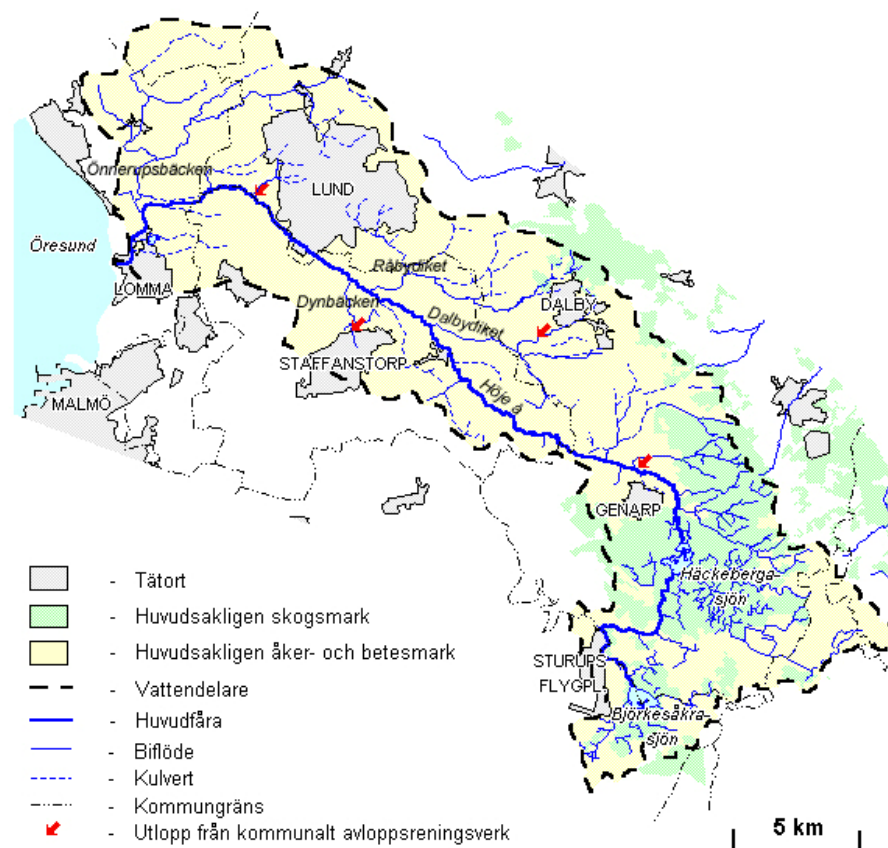 Önnerupsbäcken
LUND
Öresund
LOMMA
Råbydiket
Dynbäcken
DALBY
Dalbydiket
STAFFANSTORP
MALMÖ
Höje å
GENARP
Häckeberga-
sjön
STURUPS
FLYGPL.
Björkesåkra-
sjön
- Tätort
- Huvudsakligen skogsmark
- Huvudsakligen åker- och betesmark
- Vattendelare
- Huvudfåra
- Biflöde
- Kulvert
- Kommungräns
- Utlopp från kommunalt avloppsreningsverk
5 km